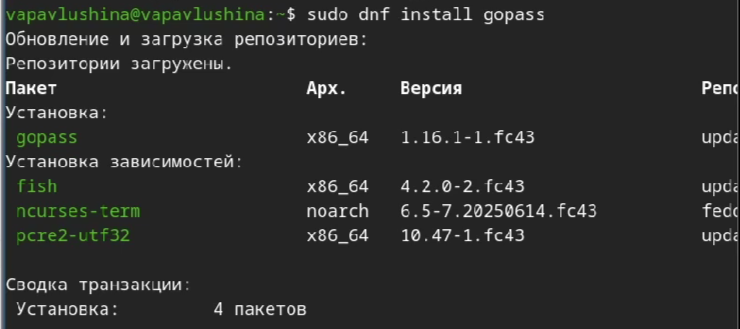 vapavlushina@vapavlushina:~$ sudo dnf install gopass
Обновление и загрузка репозиториев:
Репозитории загружены.
Пакет Арх. Версия Репо
Установка:
gopass x86_64 1.16.1-1.fc43 upda
Установка зависимостей:
fish x86_64 4.2.0-2.fc43 upda
ncurses-term noarch 6.5-7.20250614.fc43 fedo
pcre2-utf32 x86_64 10.47-1.fc43 upda
Сводка транзакции:
Установка: 4 пакетов